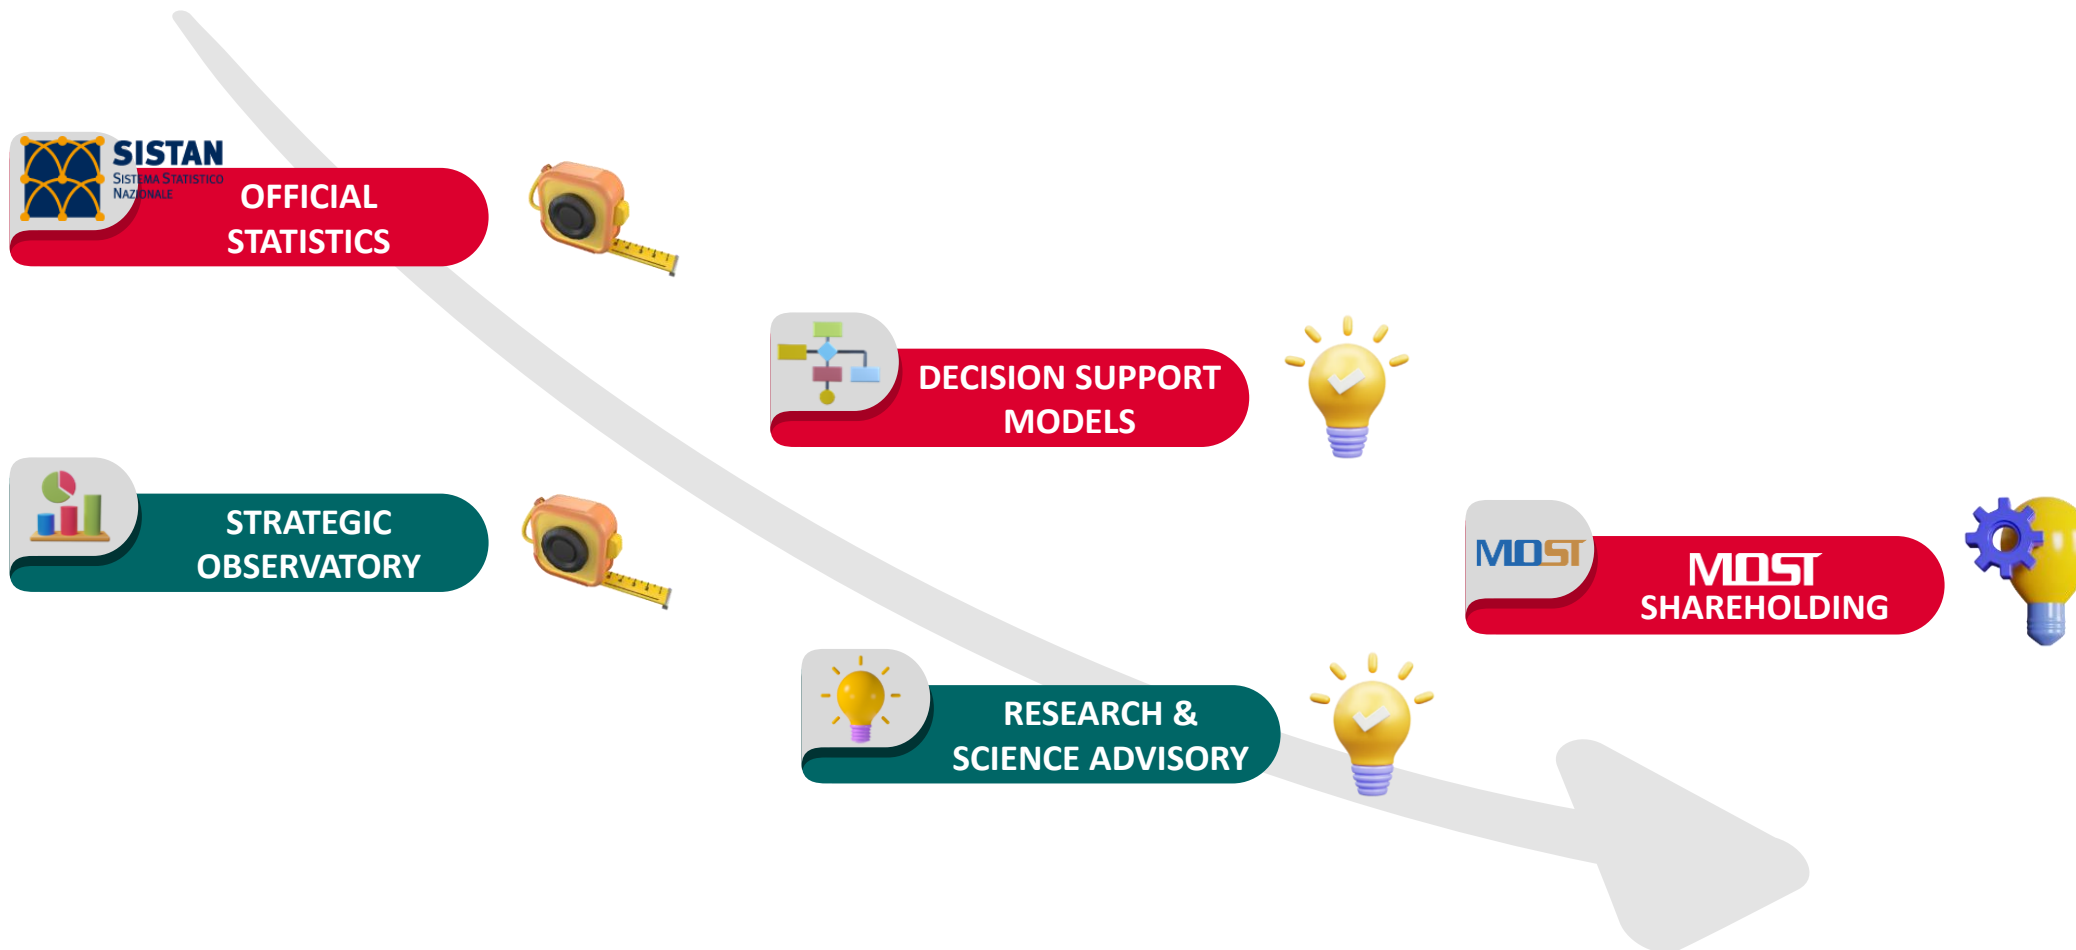 SISTAN
SISTEMA STATISTICO
NAZIONALE
OFFICIAL
STATISTICS
DECISION SUPPORT
MODELS
STRATEGIC
OBSERVATORY
MOST
MOST
SHAREHOLDING
RESEARCH &
SCIENCE ADVISORY